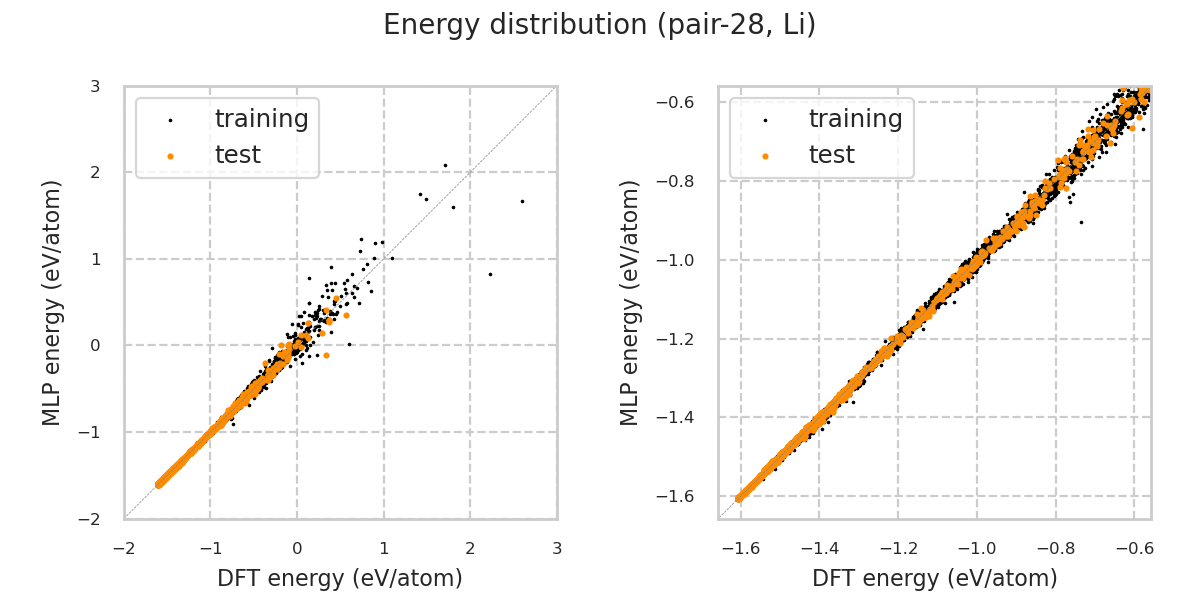 Energy distribution (pair-28, Li)
MLP energy (eV/atom)
3
2
1
0
−1
−2
training
test
−2 −1 0 1 2 3
DFT energy (eV/atom)
MLP energy (eV/atom)
−0.6
−0.8
−1.0
−1.2
−1.4
−1.6
training
test
−1.6 −1.4 −1.2 −1.0 −0.8 −0.6
DFT energy (eV/atom)